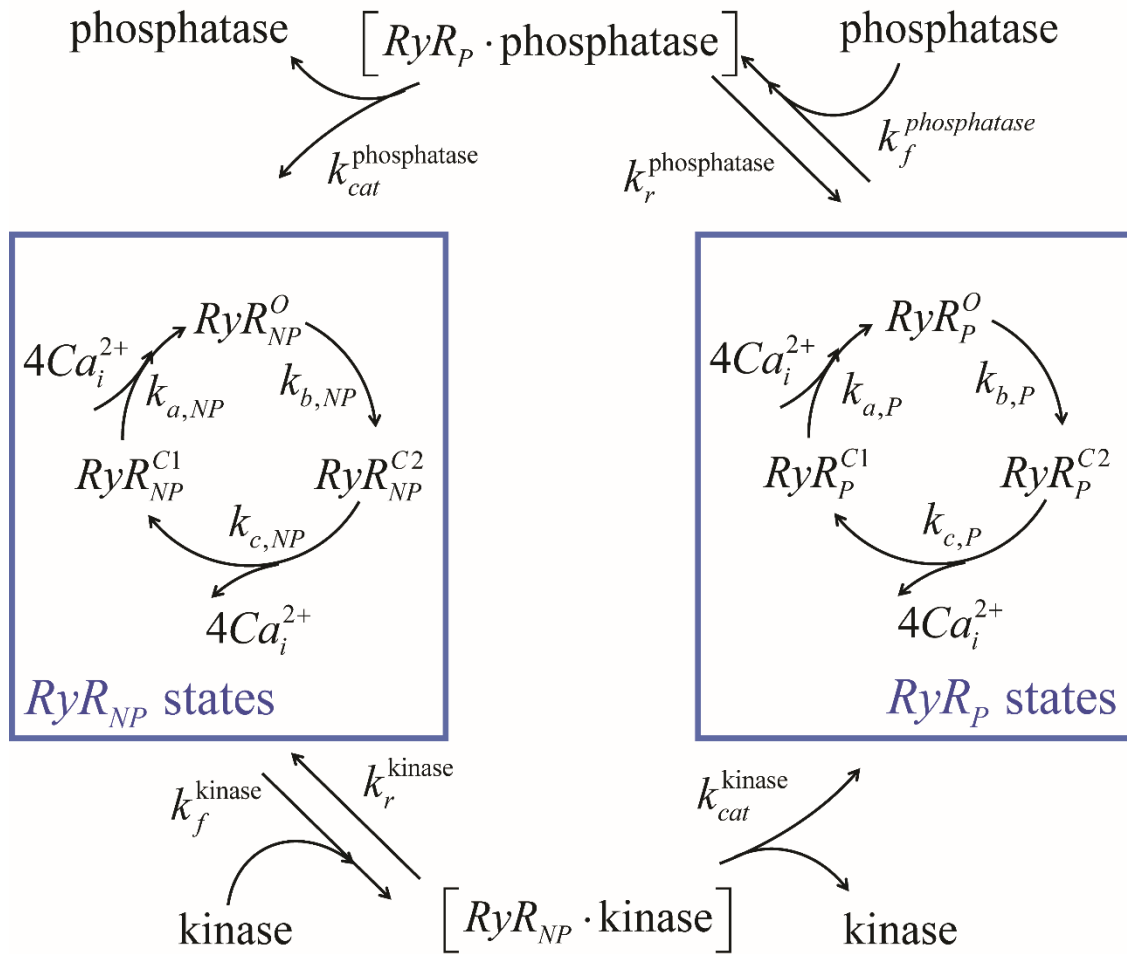 phosphatase
[RyR_P · phosphatase]
phosphatase
k_cat^phosphatase
k_r^phosphatase
k_f^phosphatase
RyR_NP^O
4Ca_i^2+
k_a,NP
k_b,NP
RyR_NP^C1
RyR_NP^C2
k_c,NP
4Ca_i^2+
RyR_NP states
RyR_P^O
4Ca_i^2+
k_a,P
k_b,P
RyR_P^C1
RyR_P^C2
k_c,P
4Ca_i^2+
RyR_P states
k_f^kinase
k_r^kinase
k_cat^kinase
kinase
[RyR_NP · kinase]
kinase